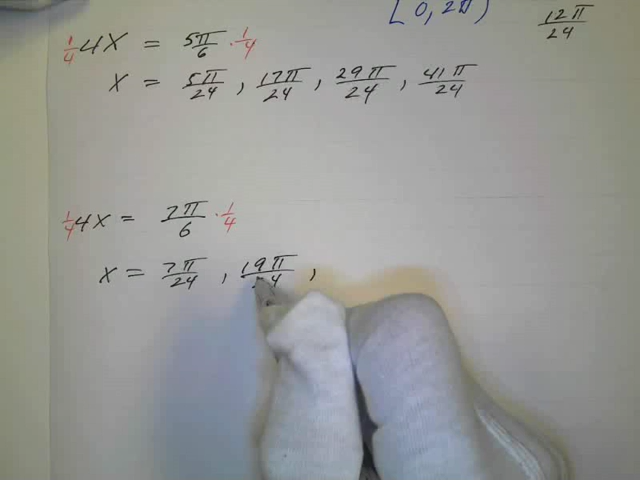 [0, 2π)
12π/24
1/4 4X = 5π/6 · 1/4
X = 5π/24, 17π/24, 29π/24, 41π/24
1/4 4X = 7π/6 · 1/4
X = 7π/24, 19π/24,